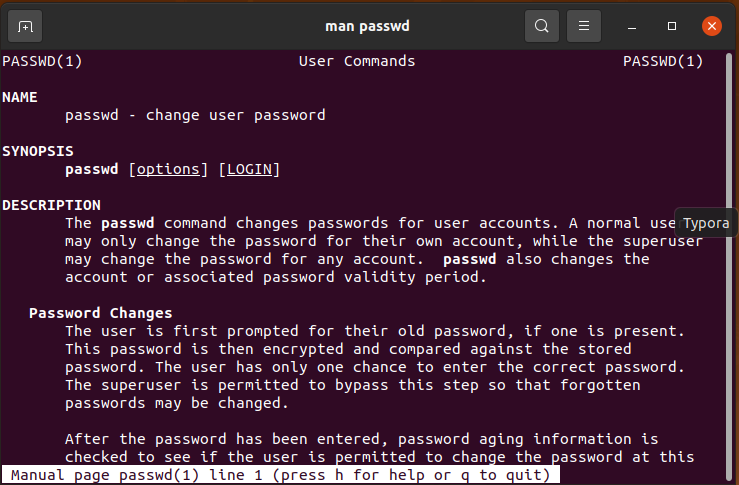 man passwd
PASSWD(1) User Commands PASSWD(1)
NAME
passwd - change user password
SYNOPSIS
passwd [options] [LOGIN]
DESCRIPTION
The passwd command changes passwords for user accounts. A normal user
may only change the password for their own account, while the superuser
may change the password for any account. passwd also changes the
account or associated password validity period.
Password Changes
The user is first prompted for their old password, if one is present.
This password is then encrypted and compared against the stored
password. The user has only one chance to enter the correct password.
The superuser is permitted to bypass this step so that forgotten
passwords may be changed.
After the password has been entered, password aging information is
checked to see if the user is permitted to change the password at this
Manual page passwd(1) line 1 (press h for help or q to quit)
Typora